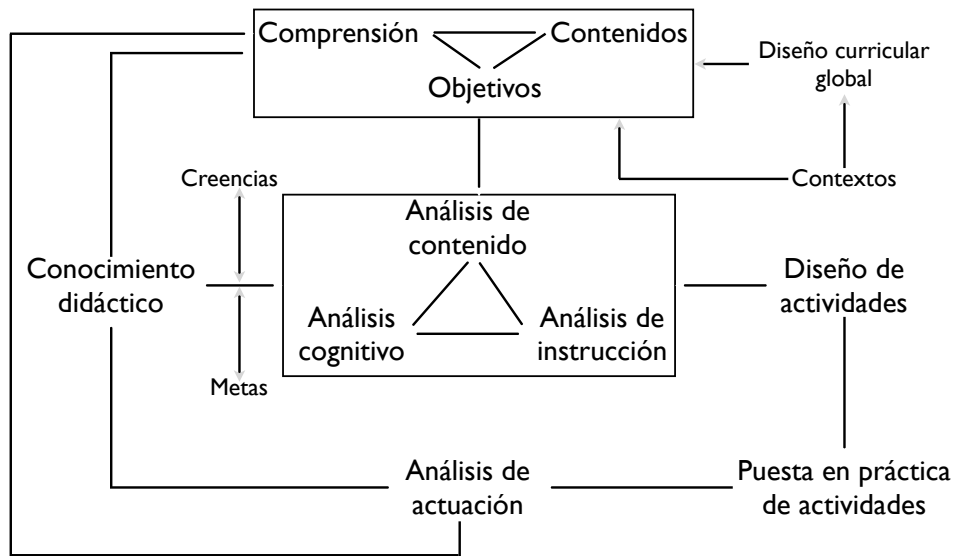 Comprensión
Contenidos
Objetivos
Diseño curricular
global
Creencias
Contextos
Análisis de
contenido
Conocimiento
didáctico
Diseño de
actividades
Análisis
cognitivo
Análisis de
instrucción
Metas
Análisis de
actuación
Puesta en práctica
de actividades